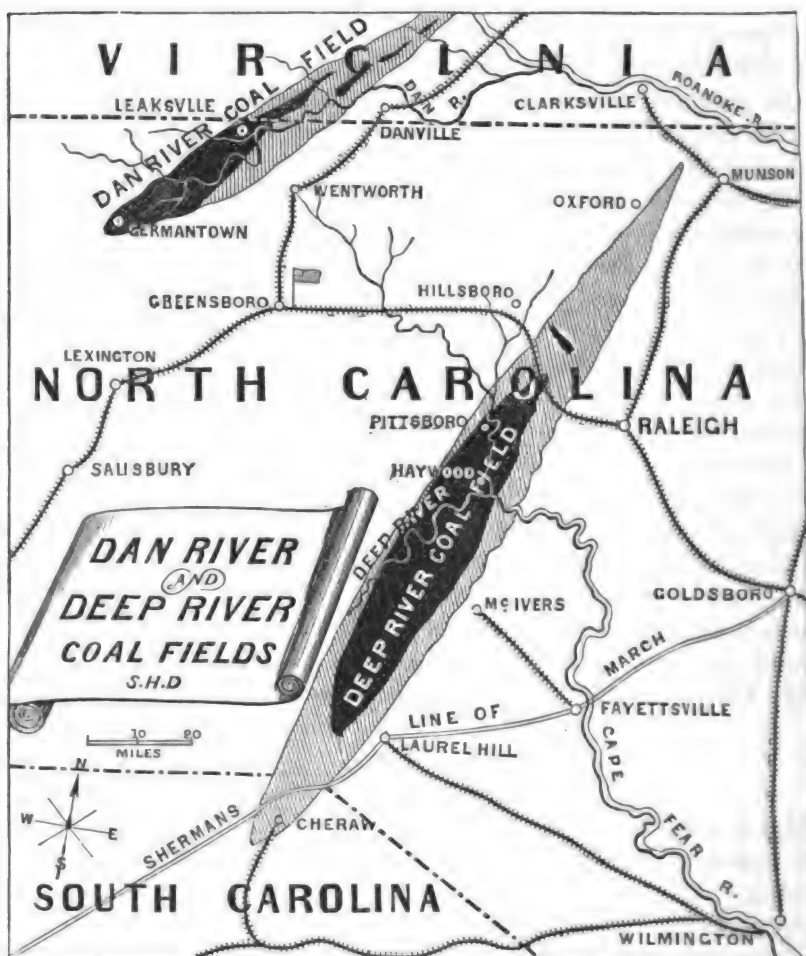 VIRGINIA
DAN RIVER COAL FIELD
LEAKSVLLE
DAN R.
CLARKSVILLE
ROANOKE. R.
DANVILLE
MUNSON
WENTWORTH
OXFORD
GERMANTOWN
GREENSBORO
HILLSBORO
LEXINGTON
NORTH CAROLINA
PITTSBORO
RALEIGH
SALISBURY
HAYWOOD
DEEP RIVER
DEEP RIVER COAL FIELD
DAN RIVER
AND
DEEP RIVER
COAL FIELDS
S.H.D
McIVERS
GOLDSBORO
SHERMANS LINE OF MARCH
FAYETTSVILLE
10 20
MILES
LAUREL HILL
CAPE FEAR R.
N
W
E
S
CHERAW
SOUTH CAROLINA
WILMINGTON